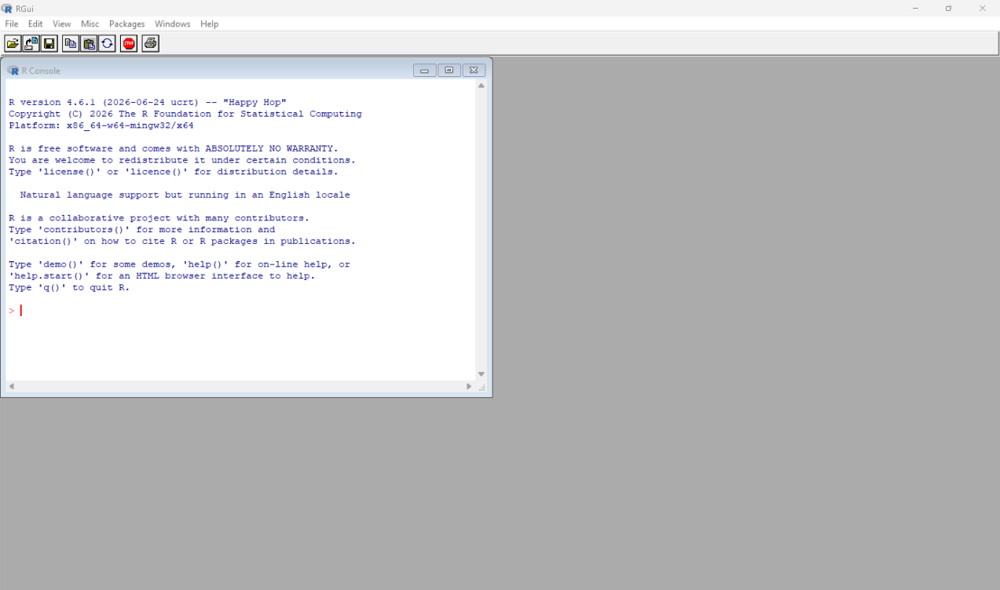 RGui
File Edit View Misc Packages Windows Help
STOP
R Console
R version 4.6.1 (2026-06-24 ucrt) -- "Happy Hop"
Copyright (C) 2026 The R Foundation for Statistical Computing
Platform: x86_64-w64-mingw32/x64
R is free software and comes with ABSOLUTELY NO WARRANTY.
You are welcome to redistribute it under certain conditions.
Type 'license()' or 'licence()' for distribution details.
Natural language support but running in an English locale
R is a collaborative project with many contributors.
Type 'contributors()' for more information and
'citation()' on how to cite R or R packages in publications.
Type 'demo()' for some demos, 'help()' for on-line help, or
'help.start()' for an HTML browser interface to help.
Type 'q()' to quit R.
>